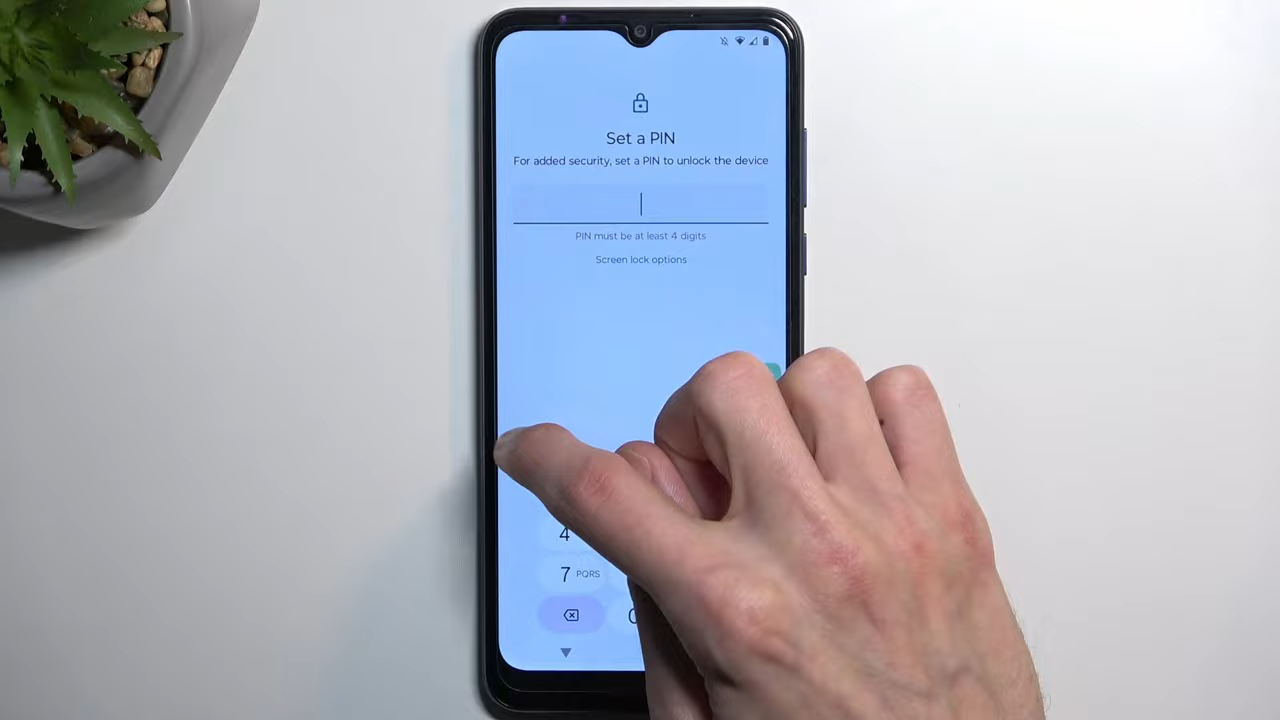 Set a PIN
For added security, set a PIN to unlock the device
PIN must be at least 4 digits
Screen lock options
4
7 PQRS
0